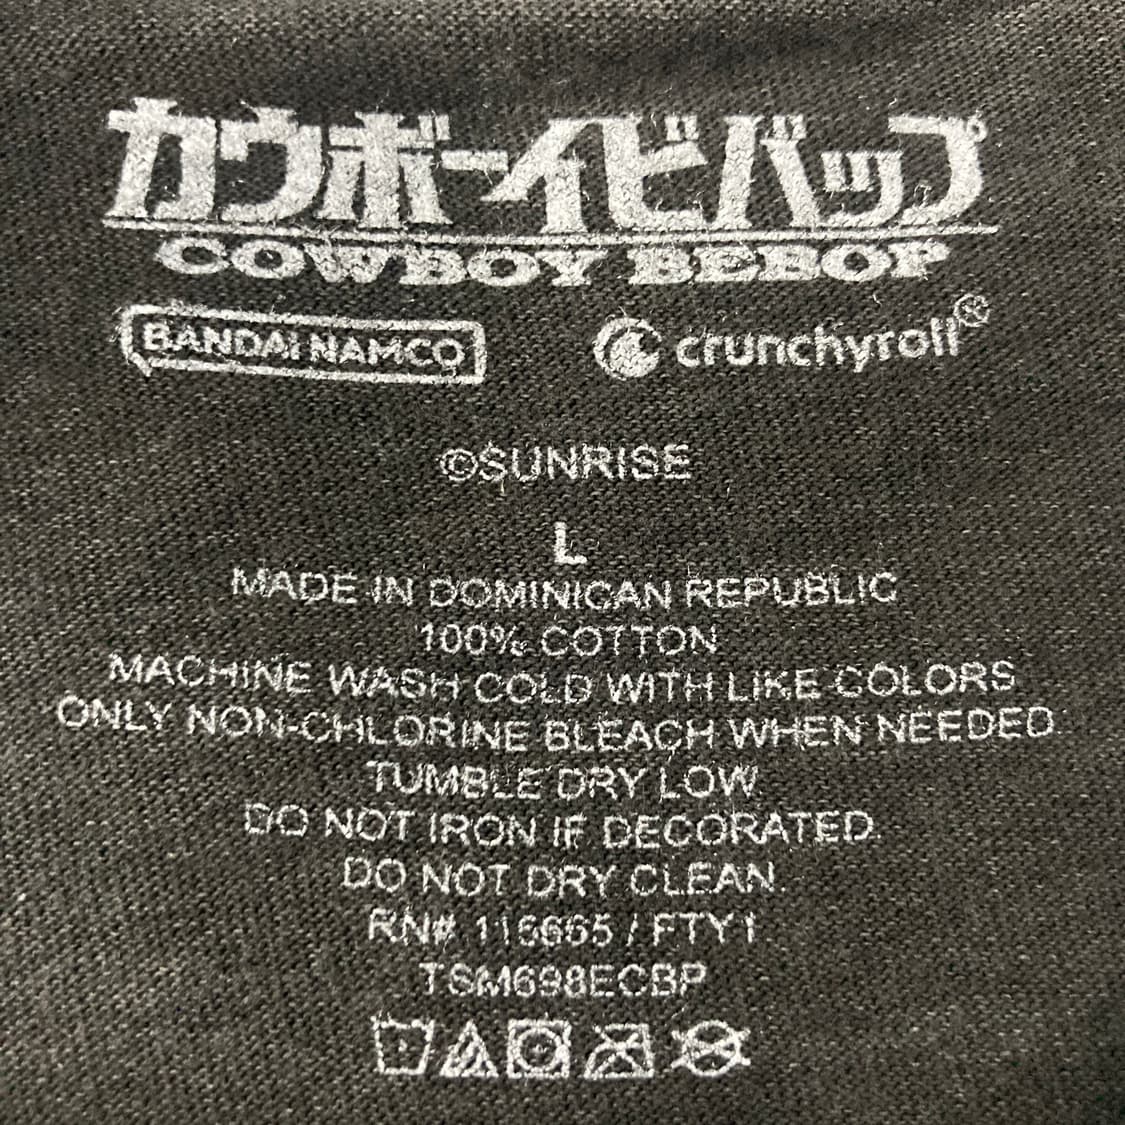 カウボーイビバップ
COWBOY BEBOP
BANDAI NAMCO crunchyroll®
©SUNRISE
L
MADE IN DOMINICAN REPUBLIC
100% COTTON
MACHINE WASH COLD WITH LIKE COLORS
ONLY NON-CHLORINE BLEACH WHEN NEEDED.
TUMBLE DRY LOW.
DO NOT IRON IF DECORATED.
DO NOT DRY CLEAN.
RN# 116665 / FTY1
TSM698ECBP